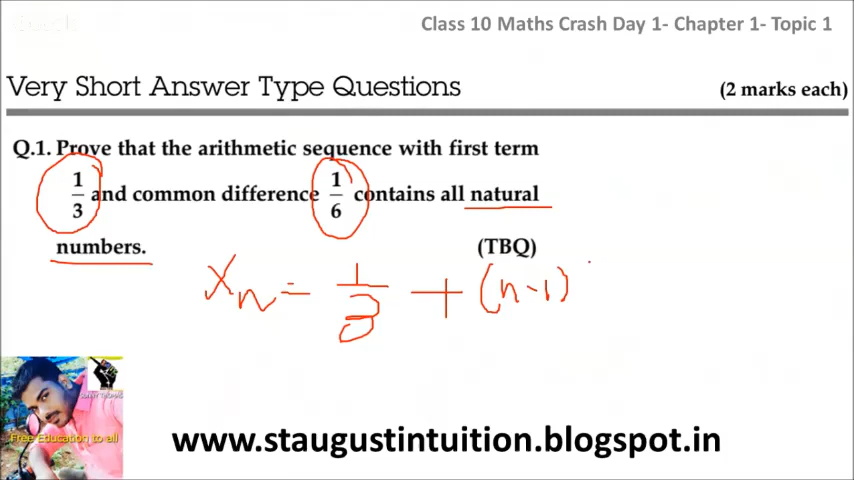 Class 10 Maths Crash Day 1- Chapter 1- Topic 1
Very Short Answer Type Questions (2 marks each)
Q.1. Prove that the arithmetic sequence with first term
1/3 and common difference 1/6 contains all natural
numbers. (TBQ)
xn = 1/3 + (n-1)
SUNNY THOMAS
Free Education to all
www.staugustintuition.blogspot.in